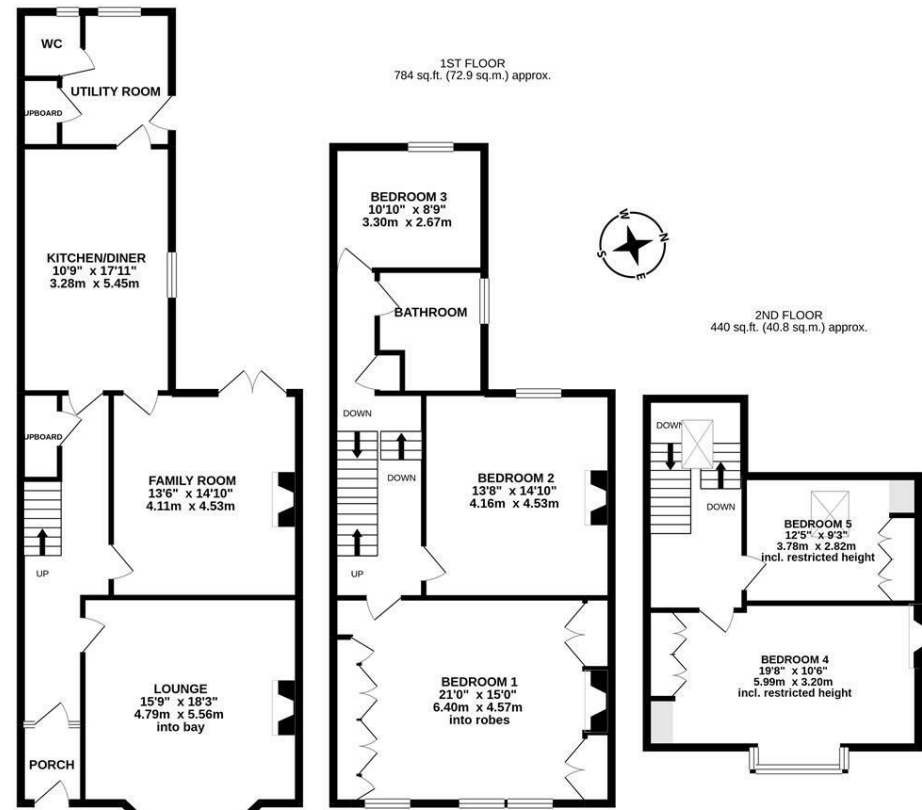 WC
UTILITY ROOM
UPBOARD
KITCHEN/DINER
10'9" x 17'11"
3.28m x 5.45m
UPBOARD
FAMILY ROOM
13'6" x 14'10"
4.11m x 4.53m
UP
LOUNGE
15'9" x 18'3"
4.79m x 5.56m
into bay
PORCH
1ST FLOOR
784 sq.ft. (72.9 sq.m.) approx.
BEDROOM 3
10'10" x 8'9"
3.30m x 2.67m
BATHROOM
DOWN
DOWN
BEDROOM 2
13'8" x 14'10"
4.16m x 4.53m
UP
BEDROOM 1
21'0" x 15'0"
6.40m x 4.57m
into robes
W
N
S
E
2ND FLOOR
440 sq.ft. (40.8 sq.m.) approx.
DOWN
DOWN
BEDROOM 5
12'5" x 9'3"
3.78m x 2.82m
incl. restricted height
BEDROOM 4
19'8" x 10'6"
5.99m x 3.20m
incl. restricted height